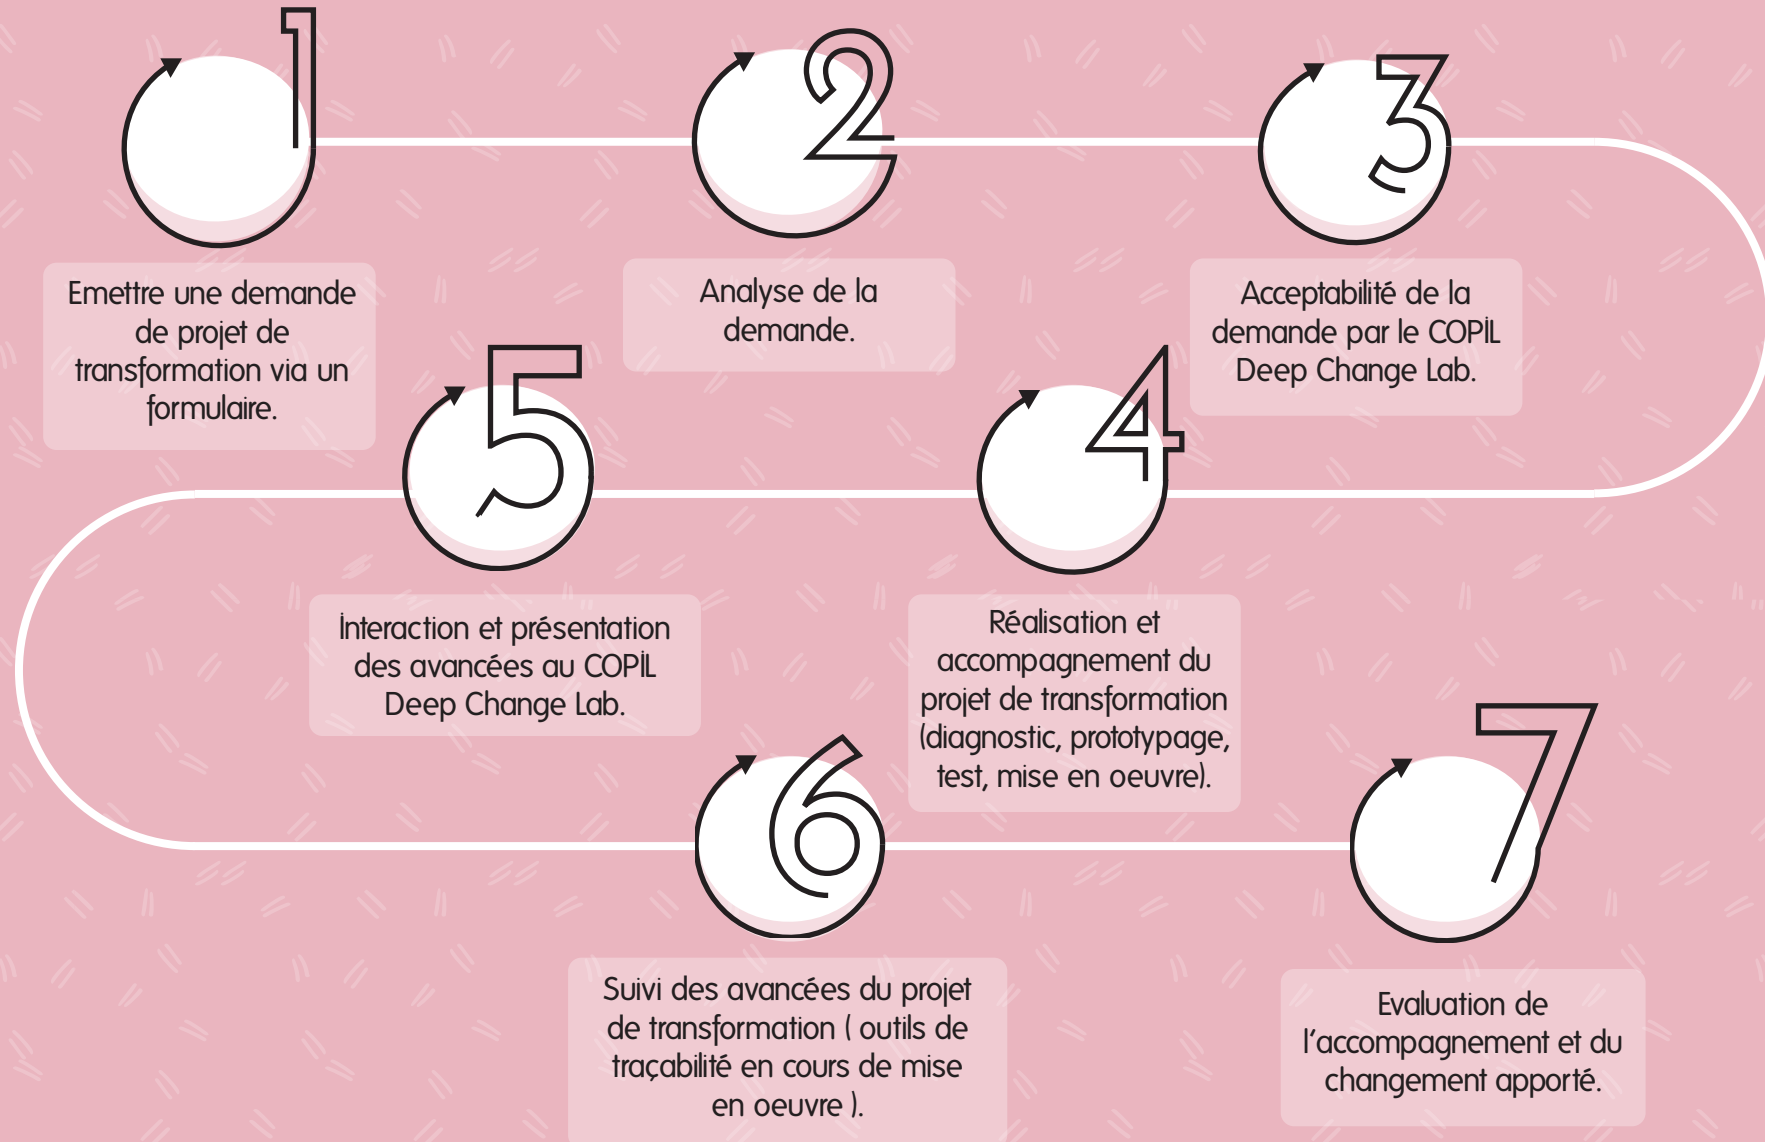 1
Emettre une demande
de projet de
transformation via un
formulaire.
2
Analyse de la
demande.
3
Acceptabilité de la
demande par le COPIL
Deep Change Lab.
4
Réalisation et
accompagnement du
projet de transformation
(diagnostic, prototypage,
test, mise en oeuvre).
5
Interaction et présentation
des avancées au COPIL
Deep Change Lab.
6
Suivi des avancées du projet
de transformation ( outils de
traçabilité en cours de mise
en oeuvre ).
7
Evaluation de
l'accompagnement et du
changement apporté.